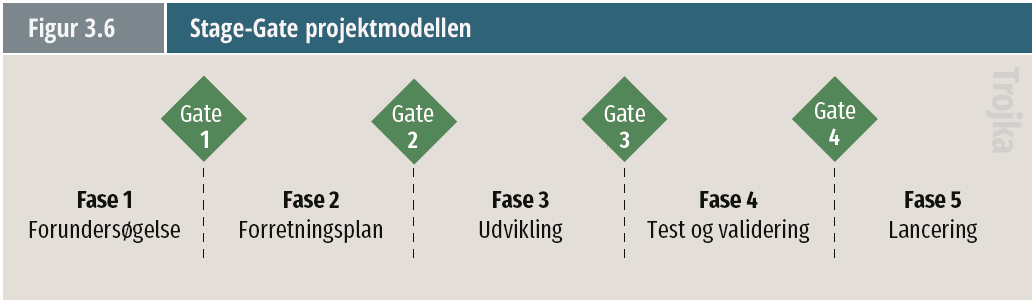 Figur 3.6
Stage-Gate projektmodellen
Gate
1
Gate
2
Gate
3
Gate
4
Fase 1
Forundersøgelse
Fase 2
Forretningsplan
Fase 3
Udvikling
Fase 4
Test og validering
Fase 5
Lancering
Trojka